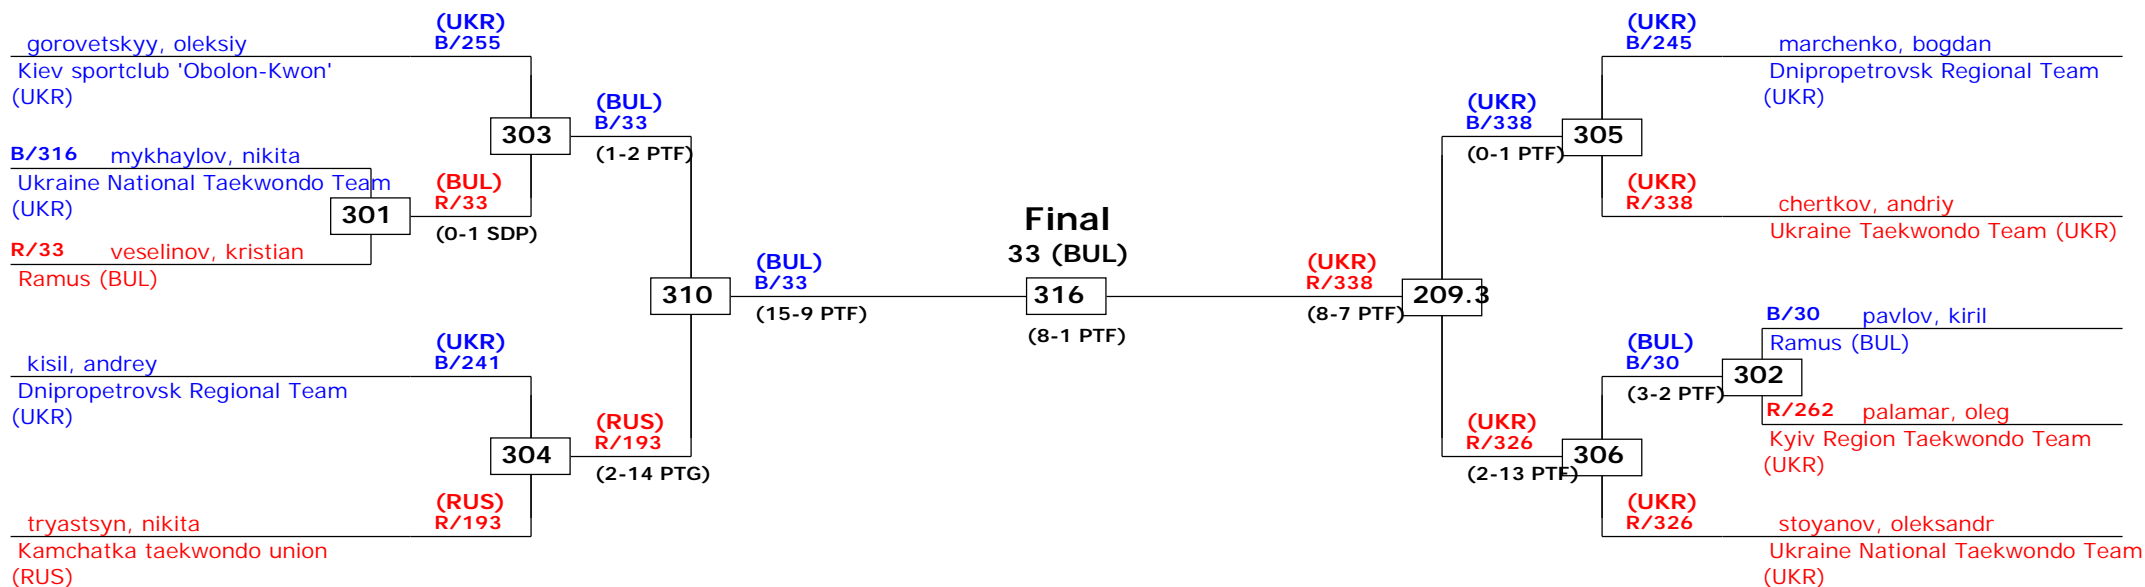 (UKR)
B/255
gorovetskyy, oleksiy
Kiev sportclub 'Obolon-Kwon'
(UKR)
303
(BUL)
B/33
(1-2 PTF)
B/316 mykhaylov, nikita
Ukraine National Taekwondo Team
(UKR)
301
(BUL)
R/33
(0-1 SDP)
R/33 veselinov, kristian
Ramus (BUL)
310
(BUL)
B/33
(15-9 PTF)
(UKR)
B/241
kisil, andrey
Dnipropetrovsk Regional Team
(UKR)
304
(RUS)
R/193
(2-14 PTG)
(RUS)
R/193
tryastsyn, nikita
Kamchatka taekwondo union
(RUS)
Final
33 (BUL)
316
(8-1 PTF)
(UKR)
B/245
marchenko, bogdan
Dnipropetrovsk Regional Team
(UKR)
(UKR)
B/338
(0-1 PTF)
305
(UKR)
R/338
chertkov, andriy
Ukraine Taekwondo Team (UKR)
(UKR)
R/338
(8-7 PTF)
209.3
B/30 pavlov, kiril
Ramus (BUL)
(BUL)
B/30
(3-2 PTF)
302
R/262 palamar, oleg
Kyiv Region Taekwondo Team
(UKR)
(UKR)
R/326
(2-13 PTF)
306
(UKR)
R/326
stoyanov, oleksandr
Ukraine National Taekwondo Team
(UKR)